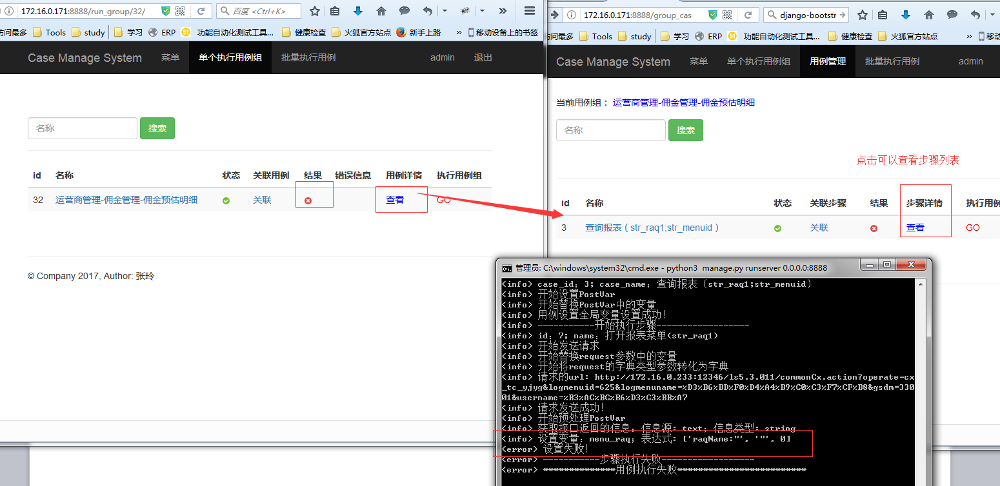 172.16.0.171:8888/run_group/32/
百度 <Ctrl+K>
访问最多 Tools study 学习 ERP 51 功能自动化测试工具... 健康检查 火狐官方站点 新手上路 » 移动设备上的书签
Case Manage System 菜单 单个执行用例组 批量执行用例 admin 退出
名称 搜索
id 名称 状态 关联用例 结果 错误信息 用例详情 执行用例组
32 运营商管理-佣金管理-佣金预估明细 关联 查看 GO
© Company 2017, Author: 张玲
172.16.0.171:8888/group_case
django-bootstr
访问最多 Tools study 学习 ERP 51 功能自动化测试工具... 健康检查 火狐官方站点 » 移动
Case Manage System 菜单 单个执行用例组 用例管理 批量执行用例 admin
当前用例组： 运营商管理-佣金管理-佣金预估明细
名称 搜索
点击可以查看步骤列表
id 名称 状态 关联步骤 结果 步骤详情 执行用例
3 查询报表（str_raq1;str_menuid） 关联 查看 GO
管理员: C:\windows\system32\cmd.exe - python3 manage.py runserver 0.0.0.0:8888
<info> case_id：3; case_name：查询报表（str_raq1;str_menuid）
<info> 开始设置PostVar
<info> 开始替换PostVar中的变量
<info> 用例设置全局变量设置成功！
<info> -----------开始执行步骤------------------
<info> id：7; name：打开报表菜单<str_raq1>
<info> 开始发送请求
<info> 开始替换request参数中的变量
<info> 开始将request的字典类型参数转化为字典
<info> 请求的url: http://172.16.0.233:12346/ls5.3.011/commonCx.action?operate=cx
_tc_yjyg&logmenuid=625&logmenuname=%D3%B6%BD%F0%D4%A4%B9%C0%C3%F7%CF%B8&gsdm=330
01&username=%B3%AC%BC%B6%D3%C3%BB%A7
<info> 请求发送成功！
<info> 开始预处理PostVar
<info> 获取接口返回的信息，信息源: text; 信息类型: string
<info> 设置变量：menu_raq; 表达式: ['raqName:"', '"', 0]
<error> 设置失败！
<error> -----------步骤执行失败------------------
<error> **************用例执行失败*************************